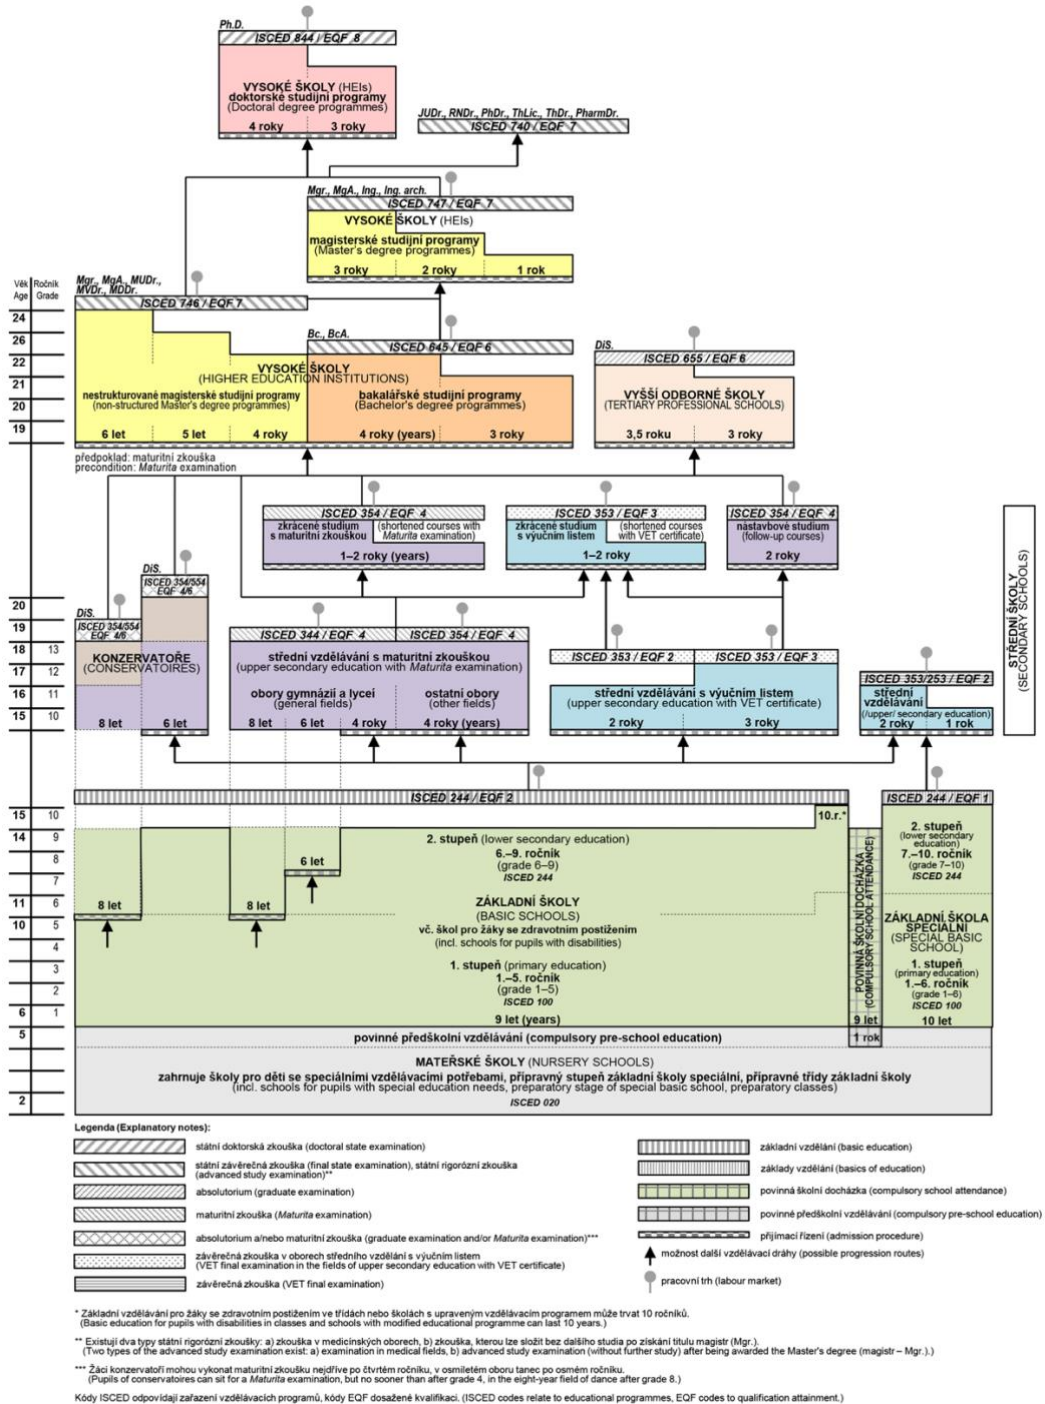 Ph.D.
ISCED 844 / EQF 8
VYSOKÉ ŠKOLY (HEIs)
doktorské studijní programy
(Doctoral degree programmes)
4 roky 3 roky
JUDr., RNDr., PhDr., ThLic., ThDr., PharmDr.
ISCED 740 / EQF 7
Mgr., MgA., Ing., Ing. arch.
ISCED 747 / EQF 7
VYSOKÉ ŠKOLY (HEIs)
magisterské studijní programy
(Master's degree programmes)
3 roky 2 roky 1 rok
Věk Ročník
Age Grade
Mgr., MgA., MUDr.,
MVDr., MDDr.
ISCED 746 / EQF 7
24
26
22
21
20
19
Bc., BcA.
ISCED 645 / EQF 6
VYSOKÉ ŠKOLY
(HIGHER EDUCATION INSTITUTIONS)
nestrukturované magisterské studijní programy
(non-structured Master's degree programmes)
6 let 5 let 4 roky
bakalářské studijní programy
(Bachelor's degree programmes)
4 roky (years) 3 roky
DiS.
ISCED 655 / EQF 6
VYŠŠÍ ODBORNÉ ŠKOLY
(TERTIARY PROFESSIONAL SCHOOLS)
3,5 roku 3 roky
předpoklad: maturitní zkouška
precondition: Maturita examination
ISCED 354 / EQF 4
zkrácené studium
s maturitní zkouškou
(shortened courses with
Maturita examination)
1–2 roky (years)
ISCED 353 / EQF 3
zkrácené studium
s výučním listem
(shortened courses
with VET certificate)
1–2 roky
ISCED 354 / EQF 4
nástavbové studium
(follow-up courses)
2 roky
STŘEDNÍ ŠKOLY
(SECONDARY SCHOOLS)
20
19
18 13
17 12
16 11
15 10
DiS.
ISCED 354/554
EQF 4/6
DiS.
ISCED 354/554
EQF 4/6
KONZERVATOŘE
(CONSERVATOIRES)
8 let 6 let
ISCED 344 / EQF 4 ISCED 354 / EQF 4
střední vzdělávání s maturitní zkouškou
(upper secondary education with Maturita examination)
obory gymnázií a lyceí
(general fields)
ostatní obory
(other fields)
8 let 6 let 4 roky 4 roky (years)
ISCED 353 / EQF 2 ISCED 353 / EQF 3
střední vzdělávání s výučním listem
(upper secondary education with VET certificate)
2 roky 3 roky
ISCED 353/253 / EQF 2
střední
vzdělávání
(/upper/ secondary education)
2 roky 1 rok
ISCED 244 / EQF 2
ISCED 244 / EQF 1
15 10
14 9
8
7
11 6
10 5
4
3
2
6 1
5
2
10.r.*
2. stupeň (lower secondary education)
6.–9. ročník
(grade 6–9)
ISCED 244
6 let
8 let
8 let
ZÁKLADNÍ ŠKOLY
(BASIC SCHOOLS)
vč. škol pro žáky se zdravotním postižením
(incl. schools for pupils with disabilities)
1. stupeň (primary education)
1.–5. ročník
(grade 1–5)
ISCED 100
9 let (years)
POVINNÁ ŠKOLNÍ DOCHÁZKA
(COMPULSORY SCHOOL ATTENDANCE)
9 let
1 rok
2. stupeň
(lower secondary
education)
7.–10. ročník
(grade 7–10)
ISCED 244
ZÁKLADNÍ ŠKOLA
SPECIÁLNÍ
(SPECIAL BASIC
SCHOOL)
1. stupeň
(primary education)
1.–6. ročník
(grade 1–6)
ISCED 100
10 let
povinné předškolní vzdělávání (compulsory pre-school education)
MATEŘSKÉ ŠKOLY (NURSERY SCHOOLS)
zahrnuje školy pro děti se speciálními vzdělávacími potřebami, přípravný stupeň základní školy speciální, přípravné třídy základní školy
(incl. schools for pupils with special education needs, preparatory stage of special basic school, preparatory classes)
ISCED 020
Legenda (Explanatory notes):
státní doktorská zkouška (doctoral state examination)
státní závěrečná zkouška (final state examination), státní rigorózní zkouška
(advanced study examination)**
absolutorium (graduate examination)
maturitní zkouška (Maturita examination)
absolutorium a/nebo maturitní zkouška (graduate examination and/or Maturita examination)***
závěrečná zkouška v oborech středního vzdělání s výučním listem
(VET final examination in the fields of upper secondary education with VET certificate)
závěrečná zkouška (VET final examination)
základní vzdělání (basic education)
základy vzdělání (basics of education)
povinná školní docházka (compulsory school attendance)
povinné předškolní vzdělávání (compulsory pre-school education)
přijímací řízení (admission procedure)
možnost další vzdělávací dráhy (possible progression routes)
pracovní trh (labour market)
* Základní vzdělávání pro žáky se zdravotním postižením ve třídách nebo školách s upraveným vzdělávacím programem může trvat 10 ročníků.
(Basic education for pupils with disabilities in classes and schools with modified educational programme can last 10 years.)
** Existují dva typy státní rigorózní zkoušky: a) zkouška v medicínských oborech, b) zkouška, kterou lze složit bez dalšího studia po získání titulu magistr (Mgr.).
(Two types of the advanced study examination exist: a) examination in medical fields, b) advanced study examination (without further study) after being awarded the Master's degree (magistr – Mgr.).)
*** Žáci konzervatoří mohou vykonat maturitní zkoušku nejdříve po čtvrtém ročníku, v osmiletém oboru tanec po osmém ročníku.
(Pupils of conservatoires can sit for a Maturita examination, but no sooner than after grade 4, in the eight-year field of dance after grade 8.)
Kódy ISCED odpovídají zařazení vzdělávacích programů, kódy EQF dosažené kvalifikaci. (ISCED codes relate to educational programmes, EQF codes to qualification attainment.)